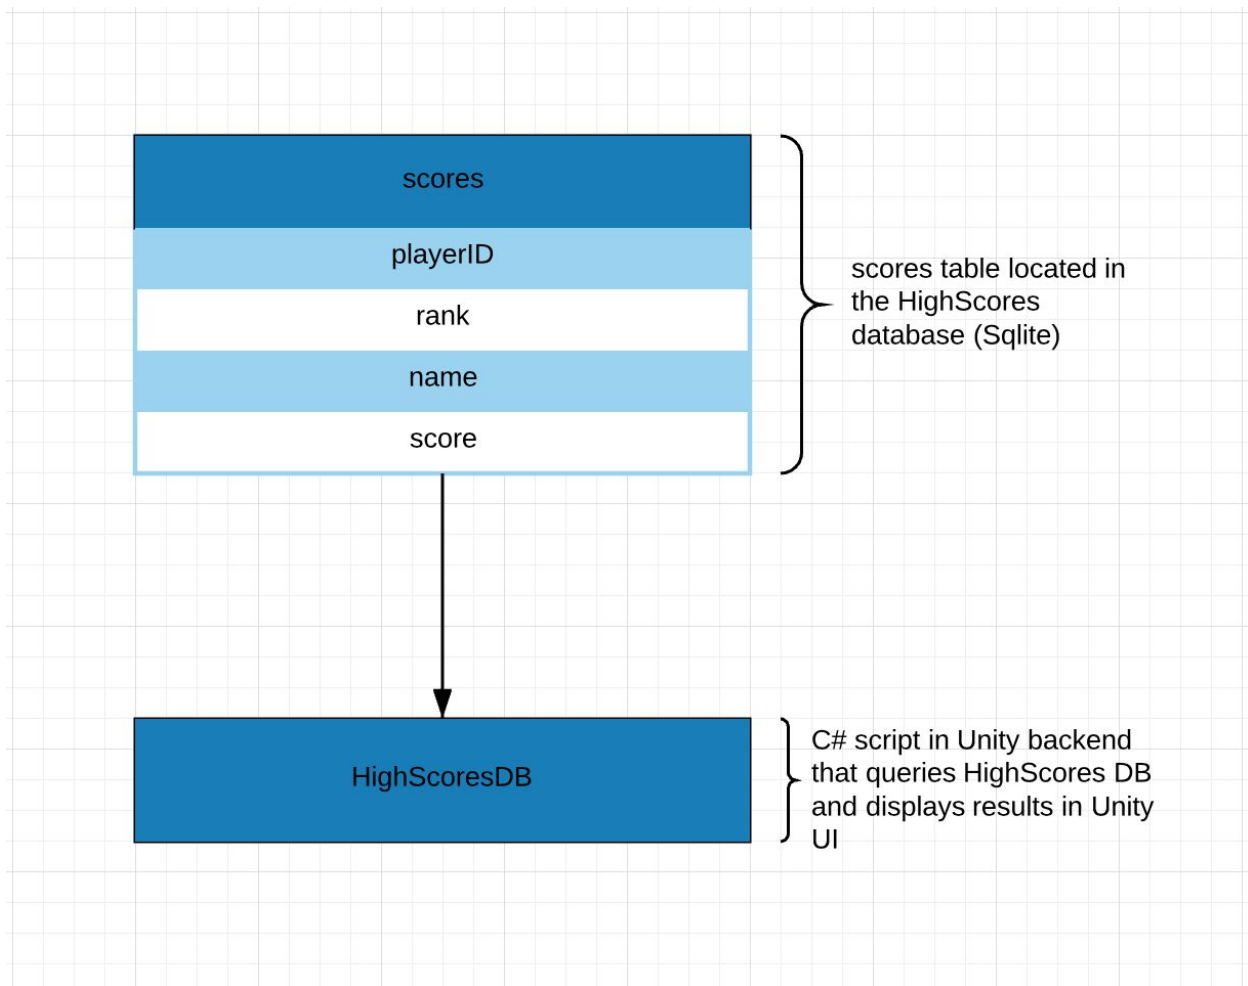 scores
playerID
rank
name
score
scores table located in
the HighScores
database (Sqlite)
HighScoresDB
C# script in Unity backend
that queries HighScores DB
and displays results in Unity
UI